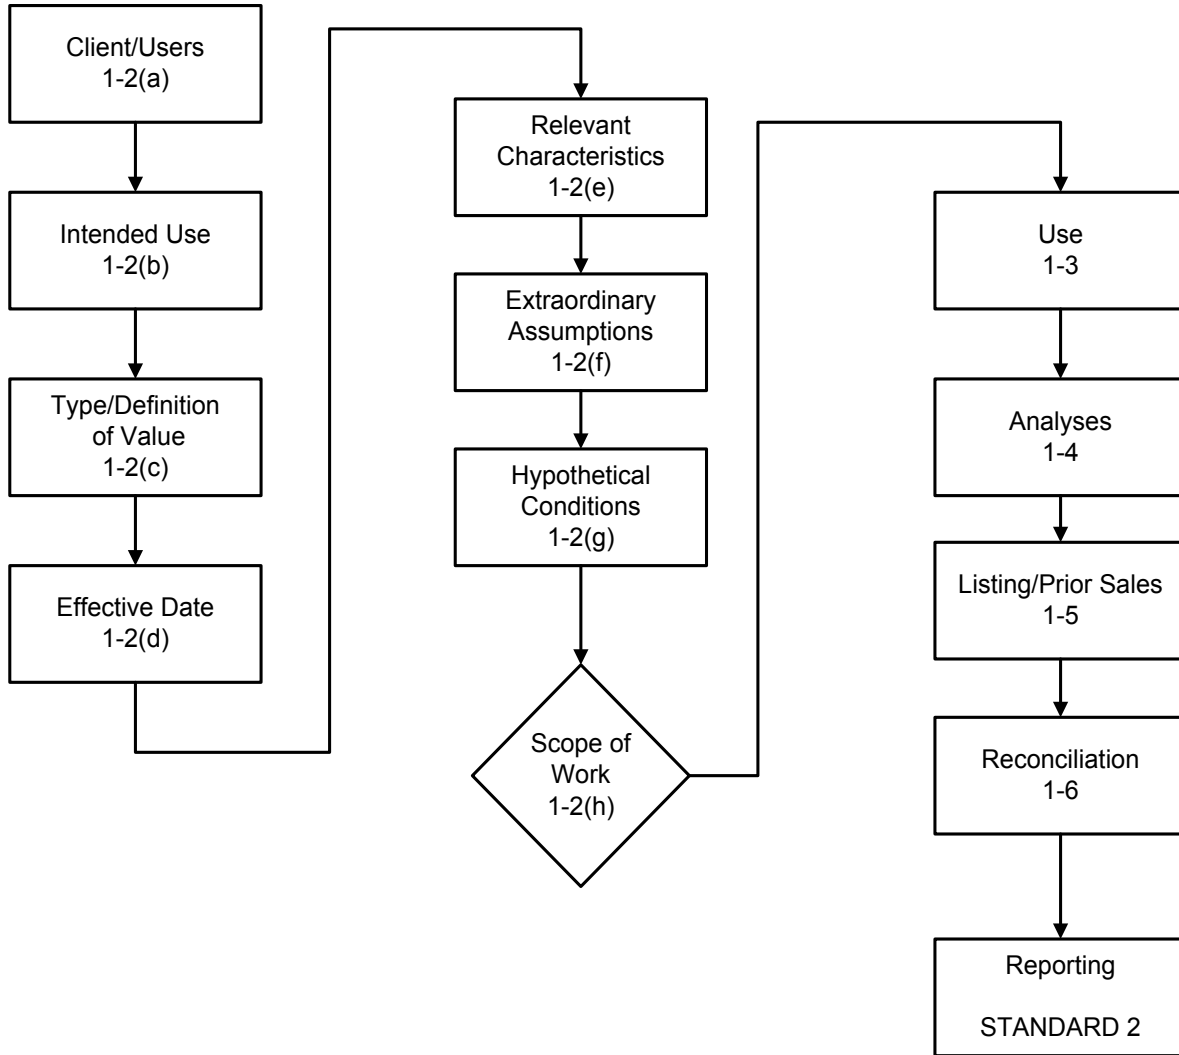 Client/Users
1-2(a)
Intended Use
1-2(b)
Type/Definition
of Value
1-2(c)
Effective Date
1-2(d)
Relevant
Characteristics
1-2(e)
Extraordinary
Assumptions
1-2(f)
Hypothetical
Conditions
1-2(g)
Scope of
Work
1-2(h)
Use
1-3
Analyses
1-4
Listing/Prior Sales
1-5
Reconciliation
1-6
Reporting
STANDARD 2